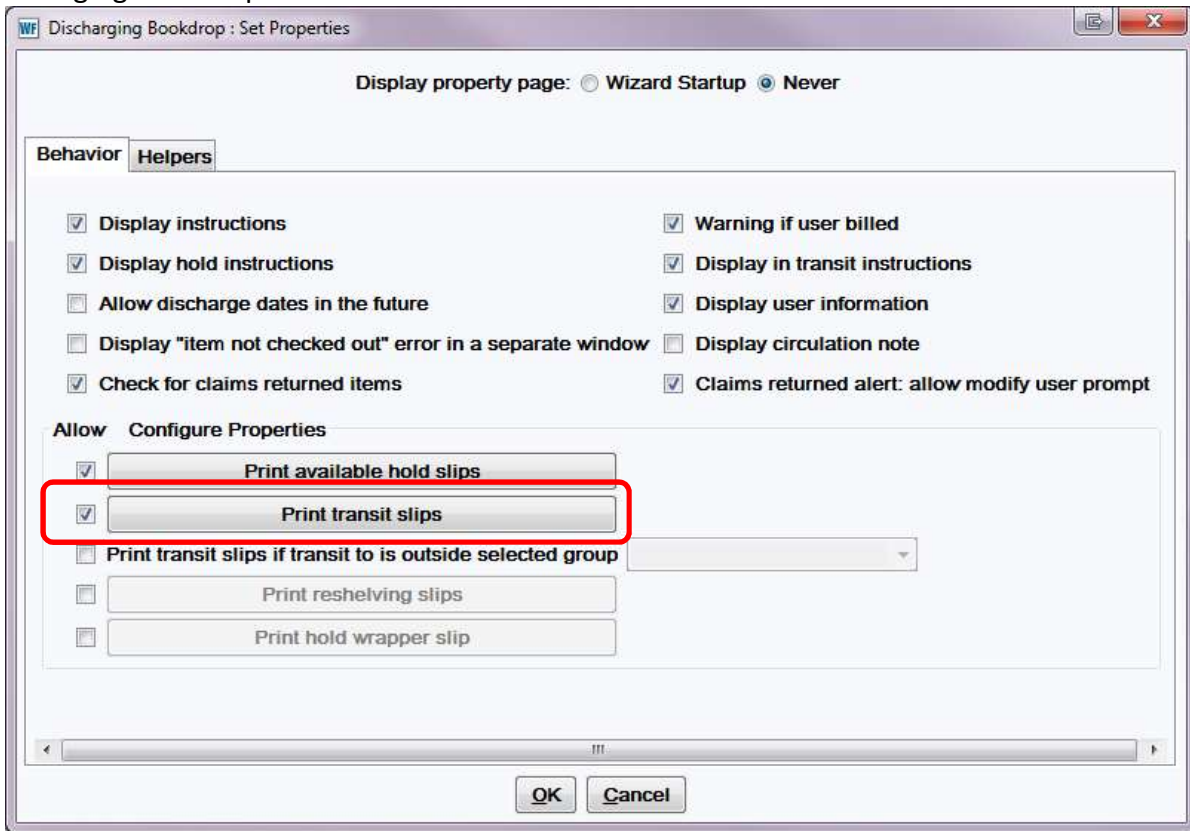 WF Discharging Bookdrop : Set Properties
Display property page: Wizard Startup Never
Behavior Helpers
Display instructions Warning if user billed
Display hold instructions Display in transit instructions
Allow discharge dates in the future Display user information
Display "item not checked out" error in a separate window Display circulation note
Check for claims returned items Claims returned alert: allow modify user prompt
Allow Configure Properties
Print available hold slips
Print transit slips
Print transit slips if transit to is outside selected group
Print reshelving slips
Print hold wrapper slip
OK Cancel